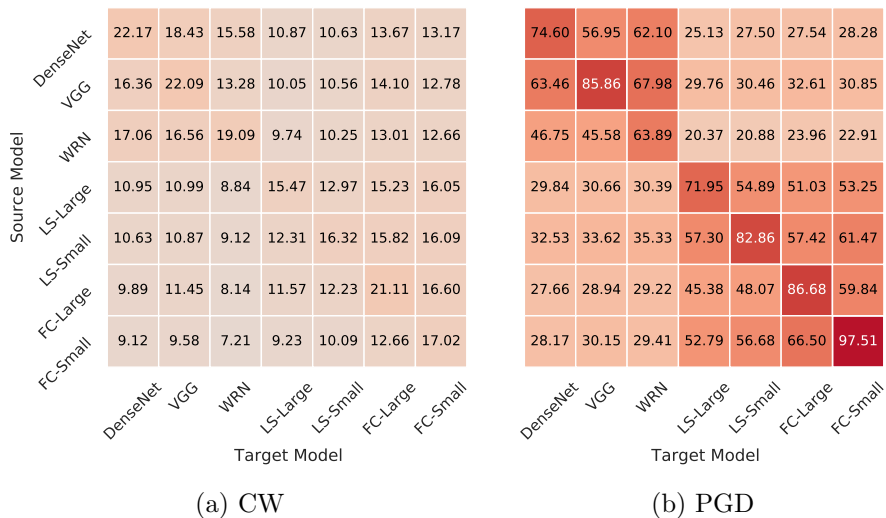 Source Model
DenseNet 22.17 18.43 15.58 10.87 10.63 13.67 13.17
VGG 16.36 22.09 13.28 10.05 10.56 14.10 12.78
WRN 17.06 16.56 19.09 9.74 10.25 13.01 12.66
LS-Large 10.95 10.99 8.84 15.47 12.97 15.23 16.05
LS-Small 10.63 10.87 9.12 12.31 16.32 15.82 16.09
FC-Large 9.89 11.45 8.14 11.57 12.23 21.11 16.60
FC-Small 9.12 9.58 7.21 9.23 10.09 12.66 17.02
DenseNet VGG WRN LS-Large LS-Small FC-Large FC-Small
Target Model
(a) CW
74.60 56.95 62.10 25.13 27.50 27.54 28.28
63.46 85.86 67.98 29.76 30.46 32.61 30.85
46.75 45.58 63.89 20.37 20.88 23.96 22.91
29.84 30.66 30.39 71.95 54.89 51.03 53.25
32.53 33.62 35.33 57.30 82.86 57.42 61.47
27.66 28.94 29.22 45.38 48.07 86.68 59.84
28.17 30.15 29.41 52.79 56.68 66.50 97.51
DenseNet VGG WRN LS-Large LS-Small FC-Large FC-Small
Target Model
(b) PGD